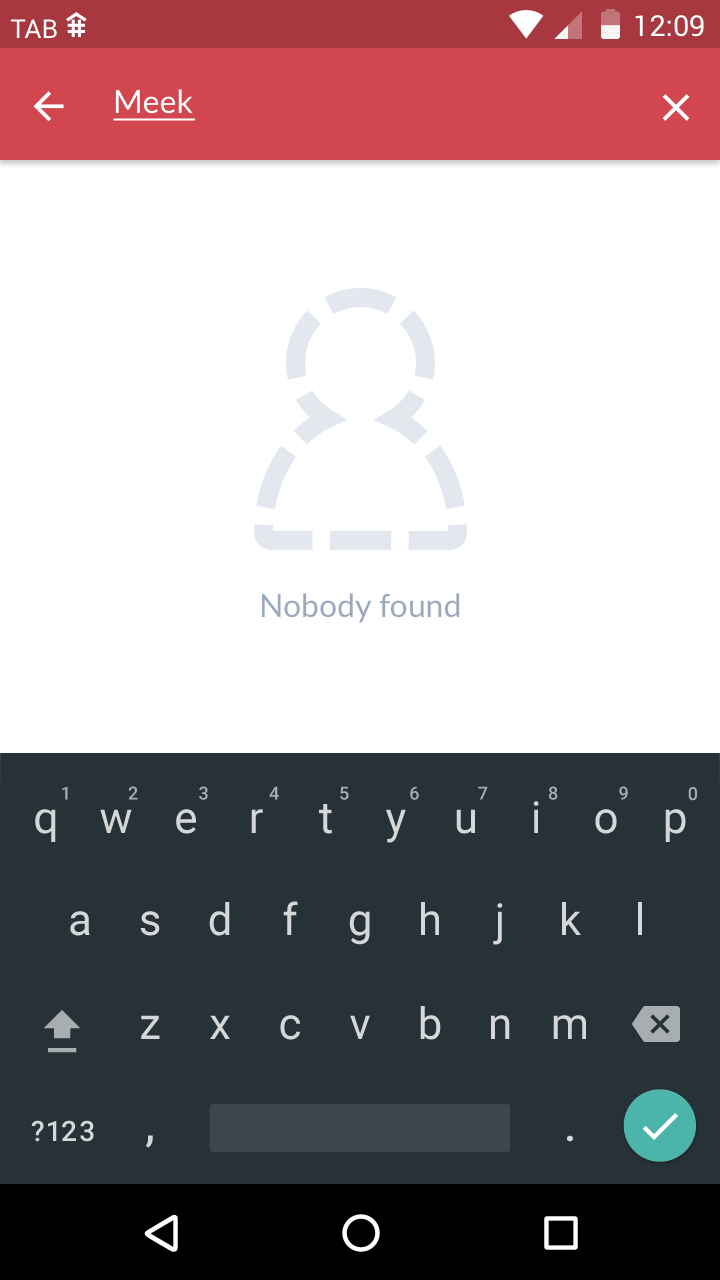 TAB 12:09
Meek
Nobody found
1 2 3 4 5 6 7 8 9 0
q w e r t y u i o p
a s d f g h j k l
z x c v b n m
?123 , .